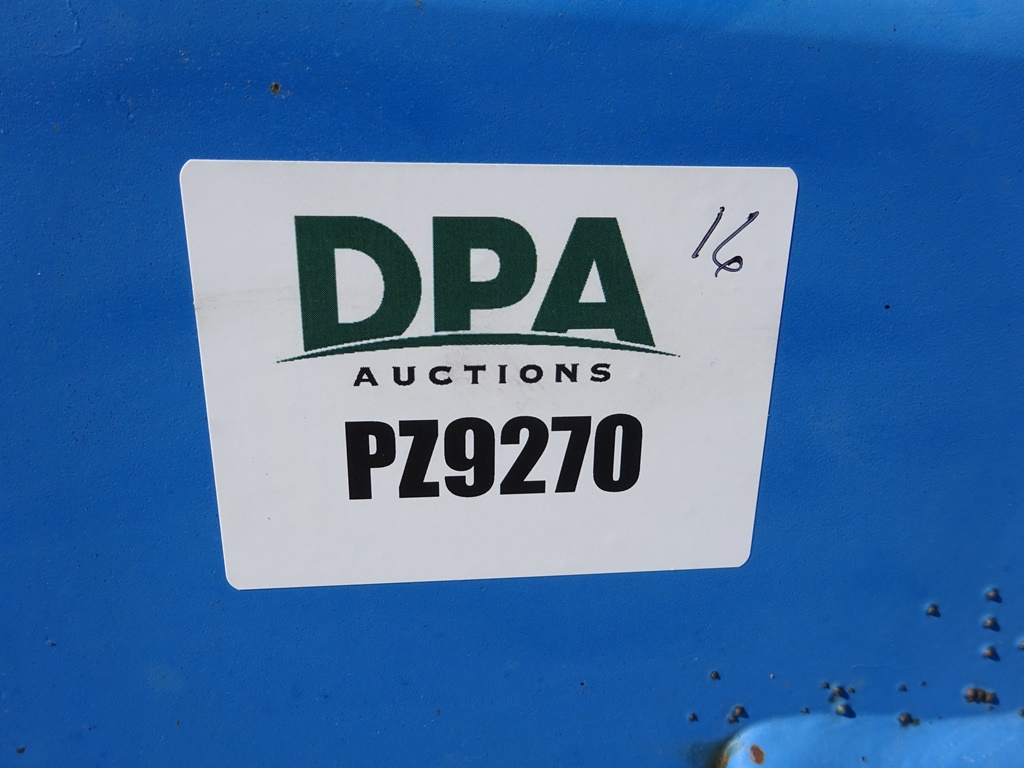 DPA
16
AUCTIONS
PZ9270